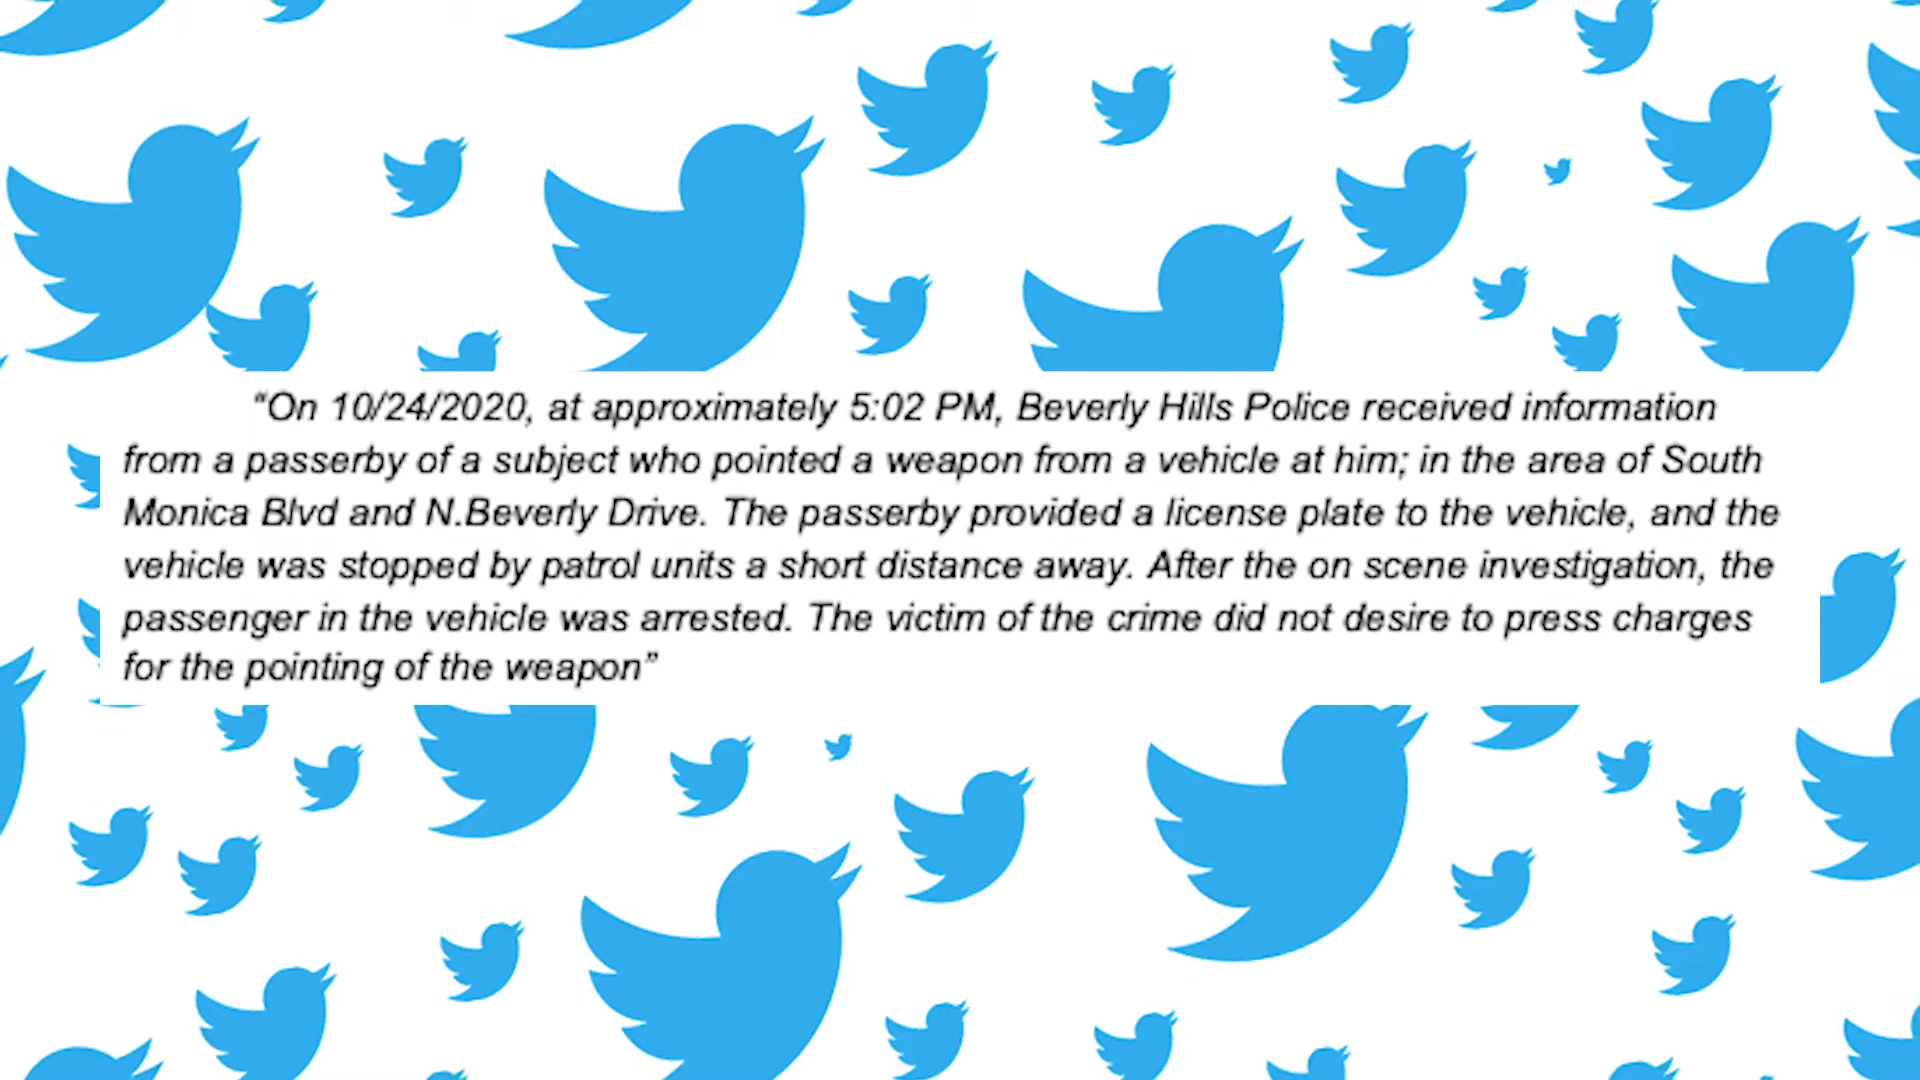 “On 10/24/2020, at approximately 5:02 PM, Beverly Hills Police received information
from a passerby of a subject who pointed a weapon from a vehicle at him; in the area of South
Monica Blvd and N.Beverly Drive. The passerby provided a license plate to the vehicle, and the
vehicle was stopped by patrol units a short distance away. After the on scene investigation, the
passenger in the vehicle was arrested. The victim of the crime did not desire to press charges
for the pointing of the weapon”